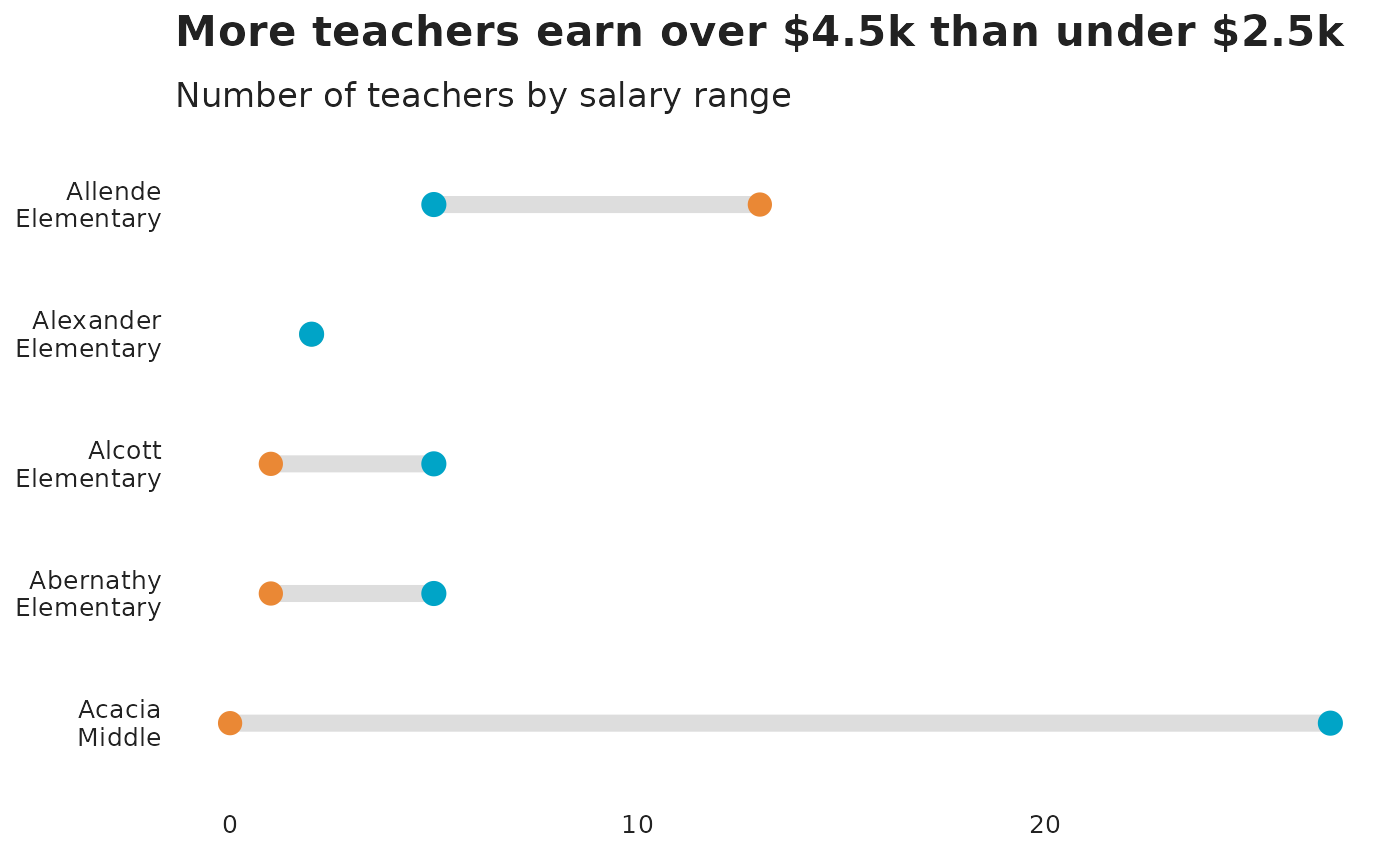 More teachers earn over $4.5k than under $2.5k
Number of teachers by salary range
Allende
Elementary
Alexander
Elementary
Alcott
Elementary
Abernathy
Elementary
Acacia
Middle
0 10 20